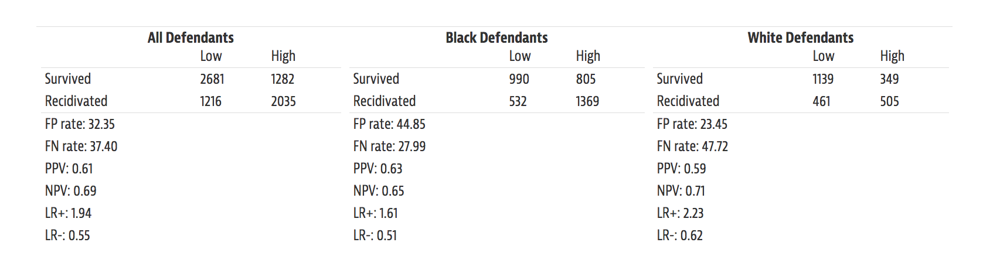 All Defendants Black Defendants White Defendants
Low High Low High Low High
Survived 2681 1282 Survived 990 805 Survived 1139 349
Recidivated 1216 2035 Recidivated 532 1369 Recidivated 461 505
FP rate: 32.35 FP rate: 44.85 FP rate: 23.45
FN rate: 37.40 FN rate: 27.99 FN rate: 47.72
PPV: 0.61 PPV: 0.63 PPV: 0.59
NPV: 0.69 NPV: 0.65 NPV: 0.71
LR+: 1.94 LR+: 1.61 LR+: 2.23
LR-: 0.55 LR-: 0.51 LR-: 0.62